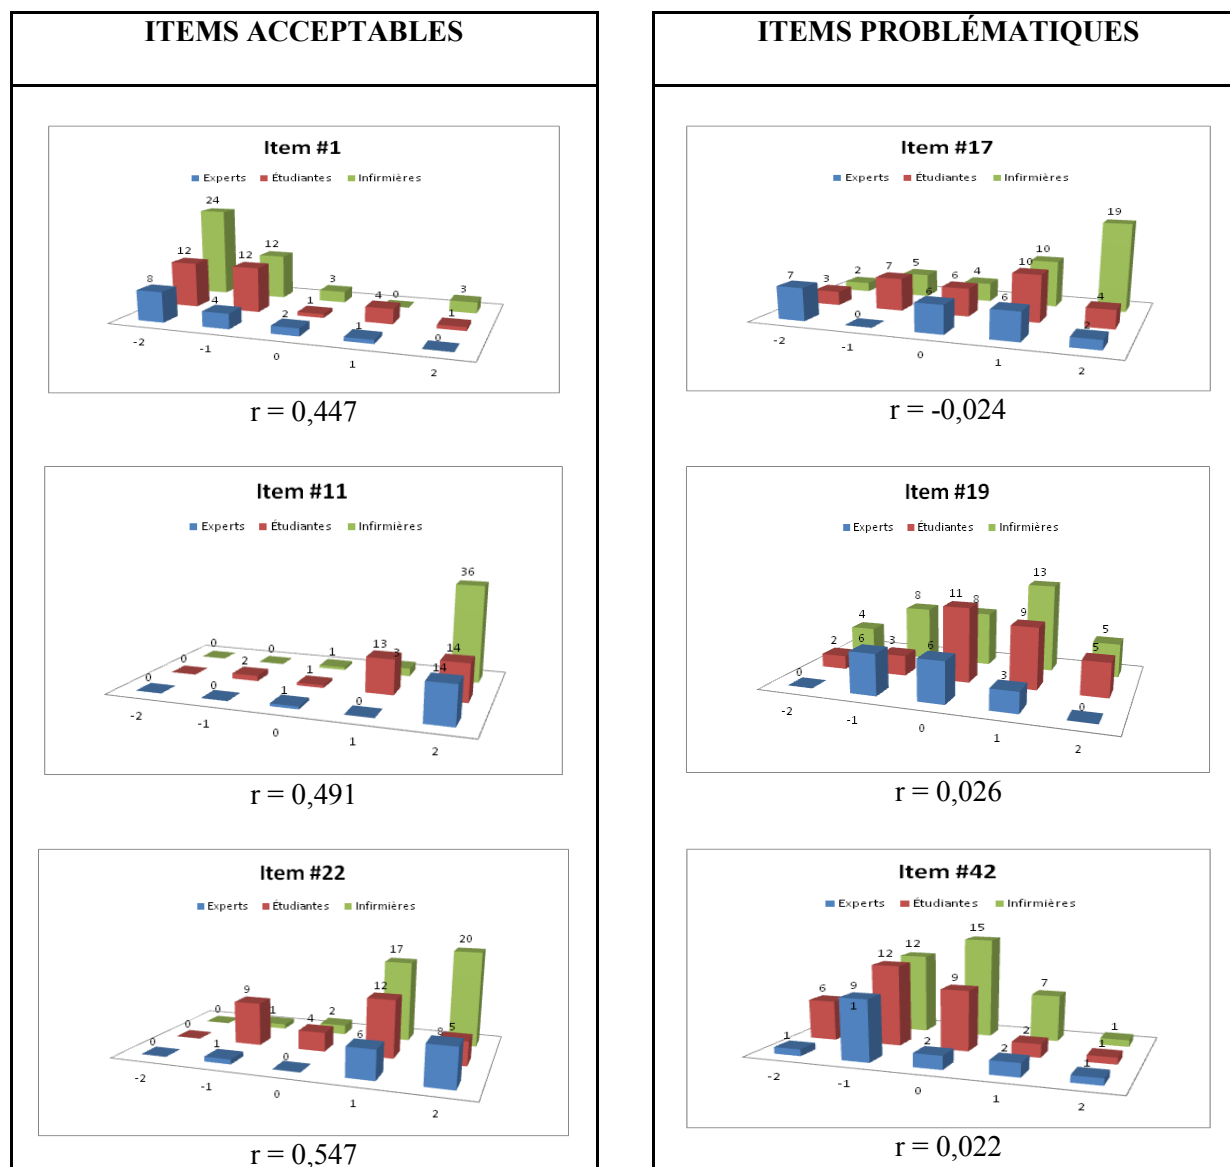 ITEMS ACCEPTABLES
Item #1
Experts Étudiantes Infirmières
24
12 12 12
8 4 3 4 0 3
2 1 1 1 0
-2 -1 0 1 2
r = 0,447
Item #11
Experts Étudiantes Infirmières
36
0 0 1 13 3 14
0 2 1 14
0 0 1 0
-2 -1 0 1 2
r = 0,491
Item #22
Experts Étudiantes Infirmières
17 20
9 12
0 1 2
0 4 6 8 5
0 1 0
-2 -1 0 1 2
r = 0,547
ITEMS PROBLÉMATIQUES
Item #17
Experts Étudiantes Infirmières
19
7 3 2 7 5 6 4 10 10
0 6 6 4 2
-2 -1 0 1 2
r = -0,024
Item #19
Experts Étudiantes Infirmières
13
4 8 11 8 9
2 6 3 6 3 5 5
0 0
-2 -1 0 1 2
r = 0,026
Item #42
Experts Étudiantes Infirmières
15
12 12
6 9 1 9 7
1 2 2 2 1 1 1
-2 -1 0 1 2
r = 0,022